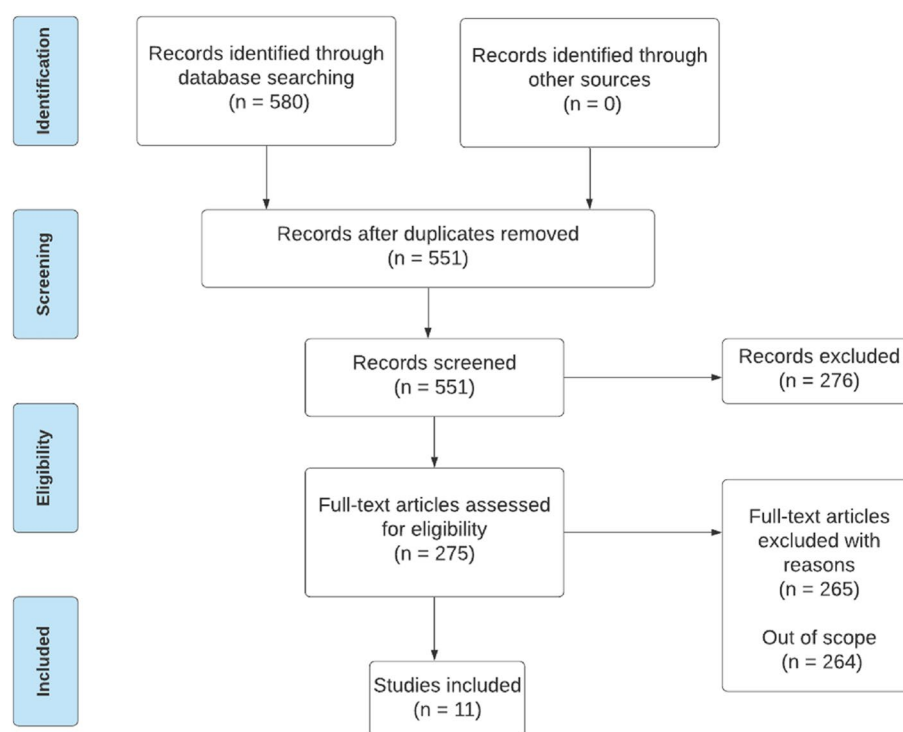 Identification
Records identified through
database searching
(n = 580)
Records identified through
other sources
(n = 0)
Screening
Records after duplicates removed
(n = 551)
Records screened
(n = 551)
Records excluded
(n = 276)
Eligibility
Full-text articles assessed
for eligibility
(n = 275)
Full-text articles
excluded with
reasons
(n = 265)
Out of scope
(n = 264)
Included
Studies included
(n = 11)